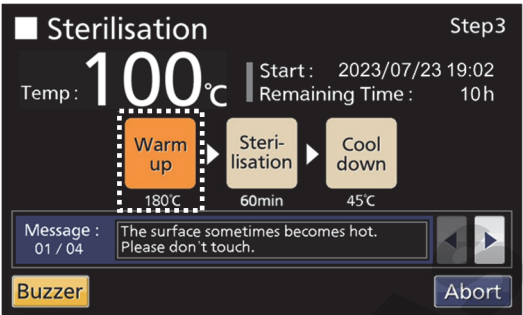 Sterilisation
Step3
Temp : 100℃
Start : 2023/07/23 19:02
Remaining Time : 10h
Warm up
Steri-lisation
Cool down
180℃
60min
45℃
Message :
01 / 04
The surface sometimes becomes hot.
Please don't touch.
Buzzer
Abort